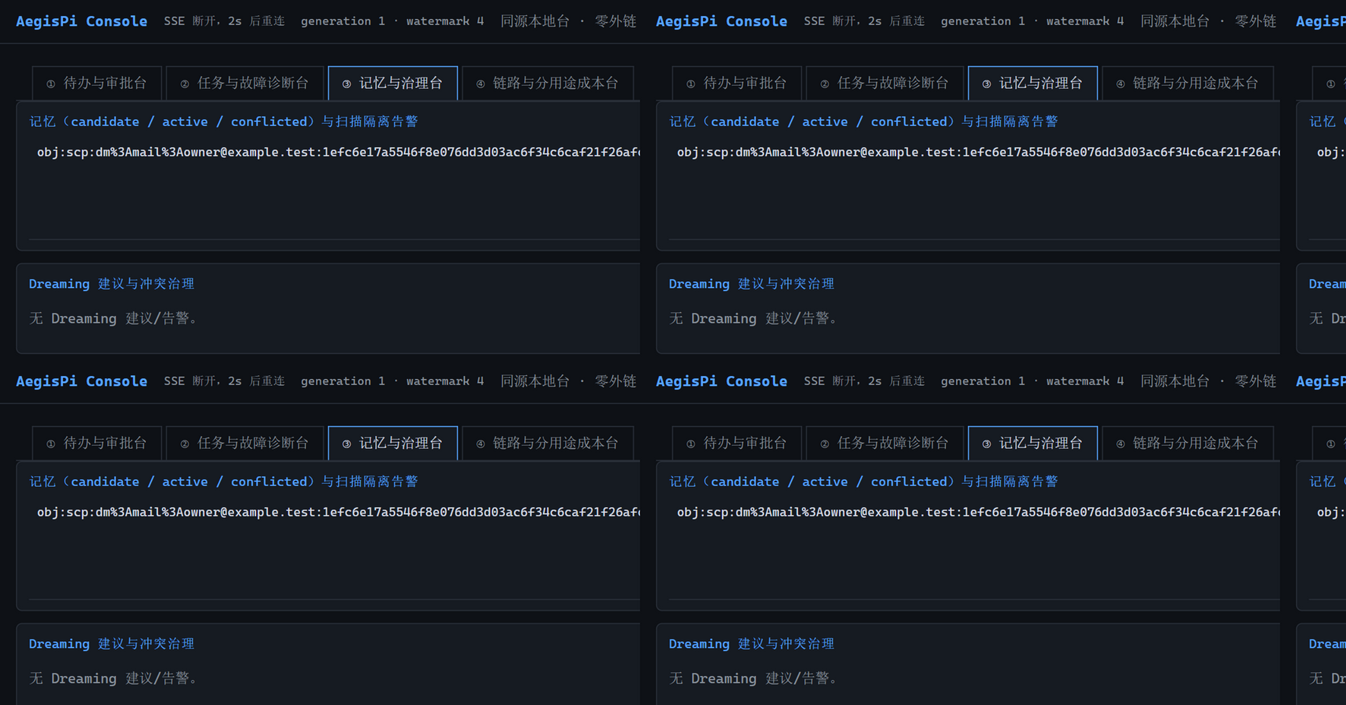 AegisPi Console SSE 断开，2s 后重连 generation 1 · watermark 4 同源本地台 · 零外链 AegisPi Console SSE 断开，2s 后重连 generation 1 · watermark 4 同源本地台 · 零外链 AegisP
① 待办与审批台 ② 任务与故障诊断台 ③ 记忆与治理台 ④ 链路与分用途成本台 ① 待办与审批台 ② 任务与故障诊断台 ③ 记忆与治理台 ④ 链路与分用途成本台 ①
记忆（candidate / active / conflicted）与扫描隔离告警 记忆（candidate / active / conflicted）与扫描隔离告警 记忆
obj:scp:dm%3Amail%3Aowner@example.test:1efc6e17a5546f8e076dd3d03ac6f34c6caf21f26af obj:scp:dm%3Amail%3Aowner@example.test:1efc6e17a5546f8e076dd3d03ac6f34c6caf21f26af obj:
Dreaming 建议与冲突治理 Dreaming 建议与冲突治理 Dream
无 Dreaming 建议/告警。 无 Dreaming 建议/告警。 无 Dr
AegisPi Console SSE 断开，2s 后重连 generation 1 · watermark 4 同源本地台 · 零外链 AegisPi Console SSE 断开，2s 后重连 generation 1 · watermark 4 同源本地台 · 零外链 AegisP
① 待办与审批台 ② 任务与故障诊断台 ③ 记忆与治理台 ④ 链路与分用途成本台 ① 待办与审批台 ② 任务与故障诊断台 ③ 记忆与治理台 ④ 链路与分用途成本台 ①
记忆（candidate / active / conflicted）与扫描隔离告警 记忆（candidate / active / conflicted）与扫描隔离告警 记忆
obj:scp:dm%3Amail%3Aowner@example.test:1efc6e17a5546f8e076dd3d03ac6f34c6caf21f26af obj:scp:dm%3Amail%3Aowner@example.test:1efc6e17a5546f8e076dd3d03ac6f34c6caf21f26af obj:
Dreaming 建议与冲突治理 Dreaming 建议与冲突治理 Dream
无 Dreaming 建议/告警。 无 Dreaming 建议/告警。 无 Dr